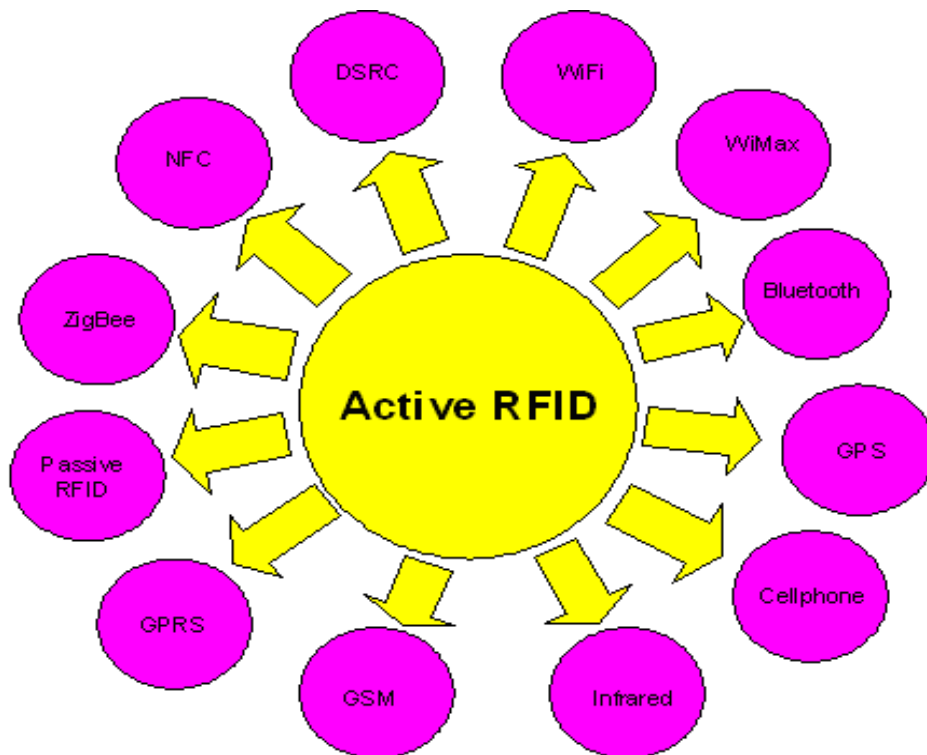 DSRC
WiFi
NFC
WiMax
Bluetooth
ZigBee
Active RFID
GPS
Passive
RFID
Cellphone
GPRS
GSM
Infrared